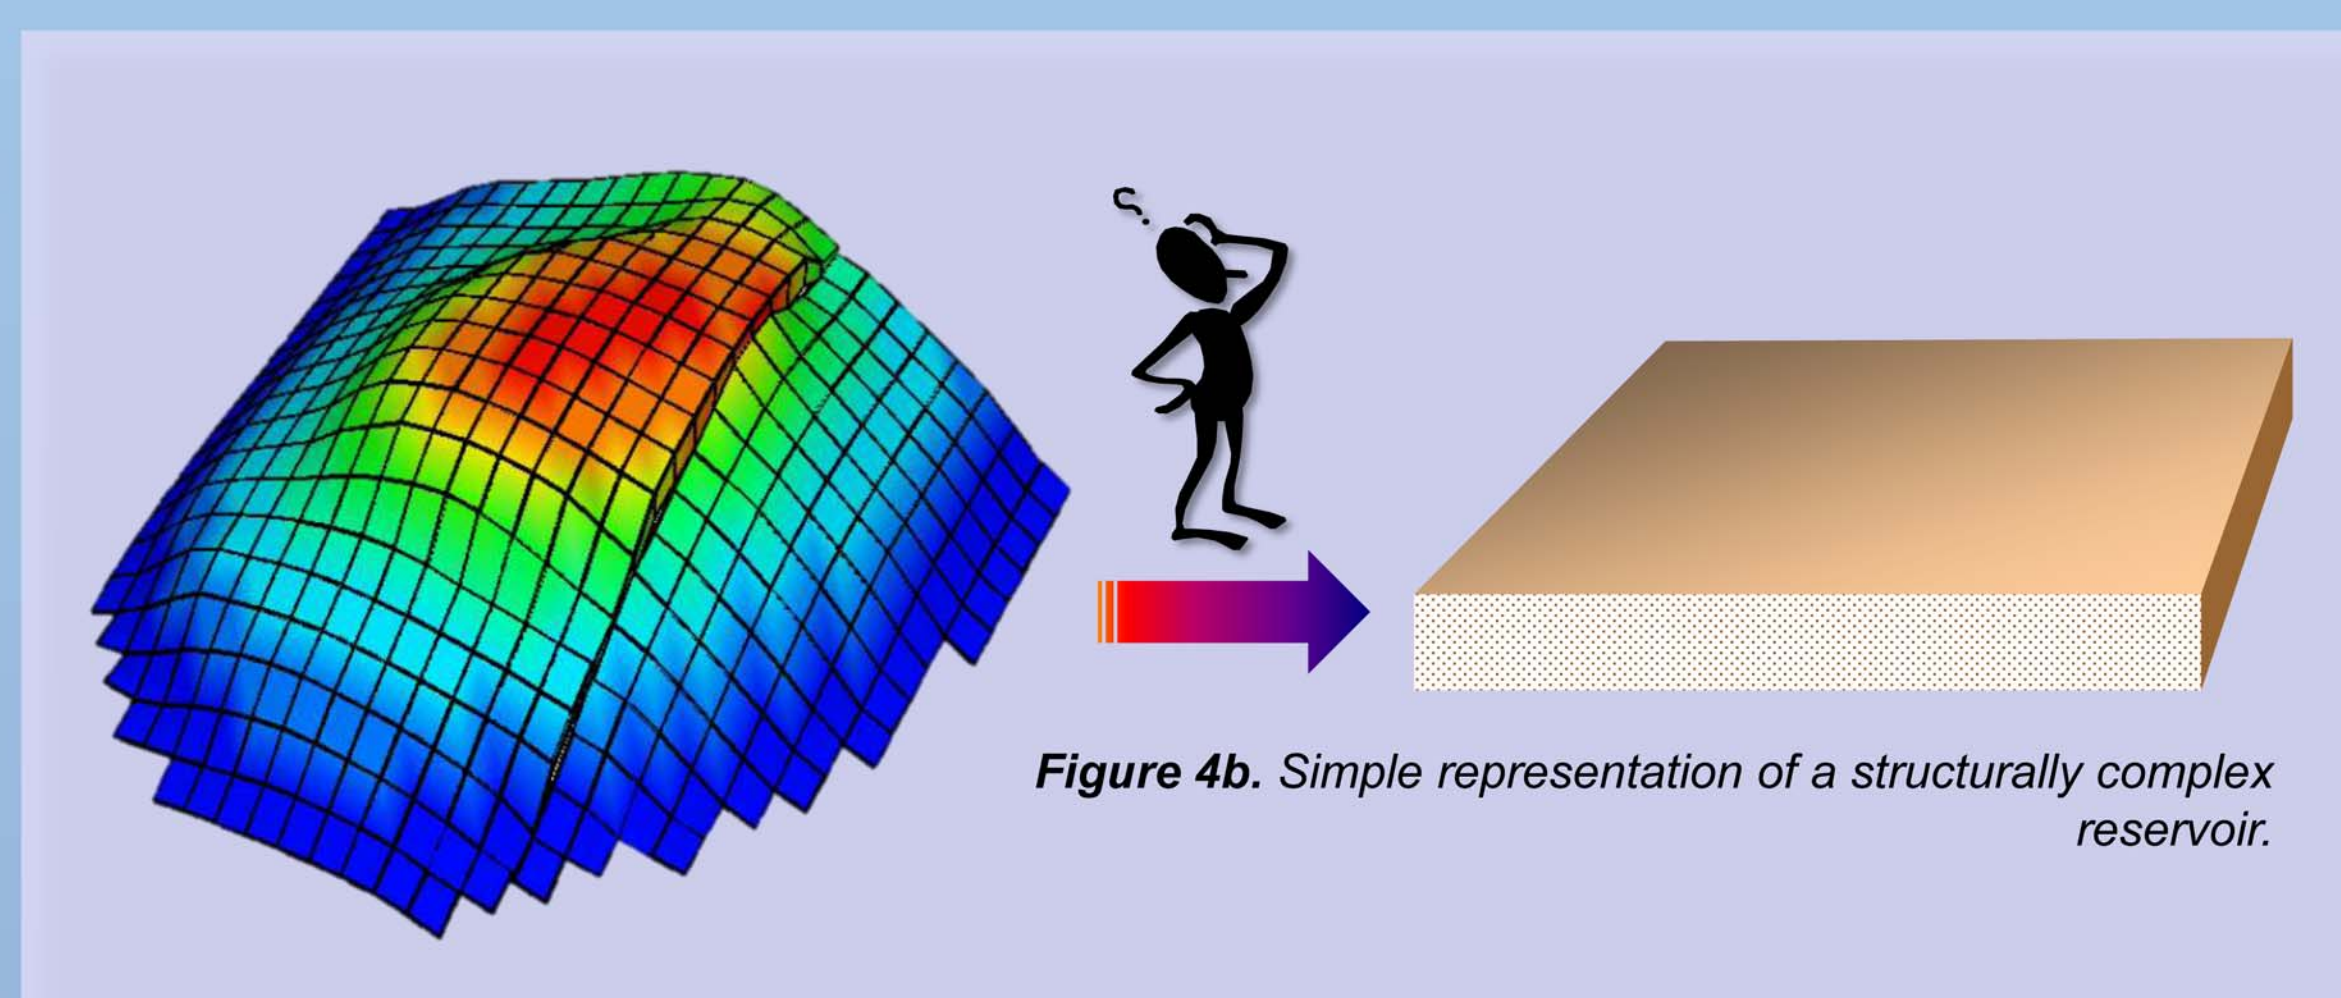 ?
Figure 4b. Simple representation of a structurally complex
reservoir.